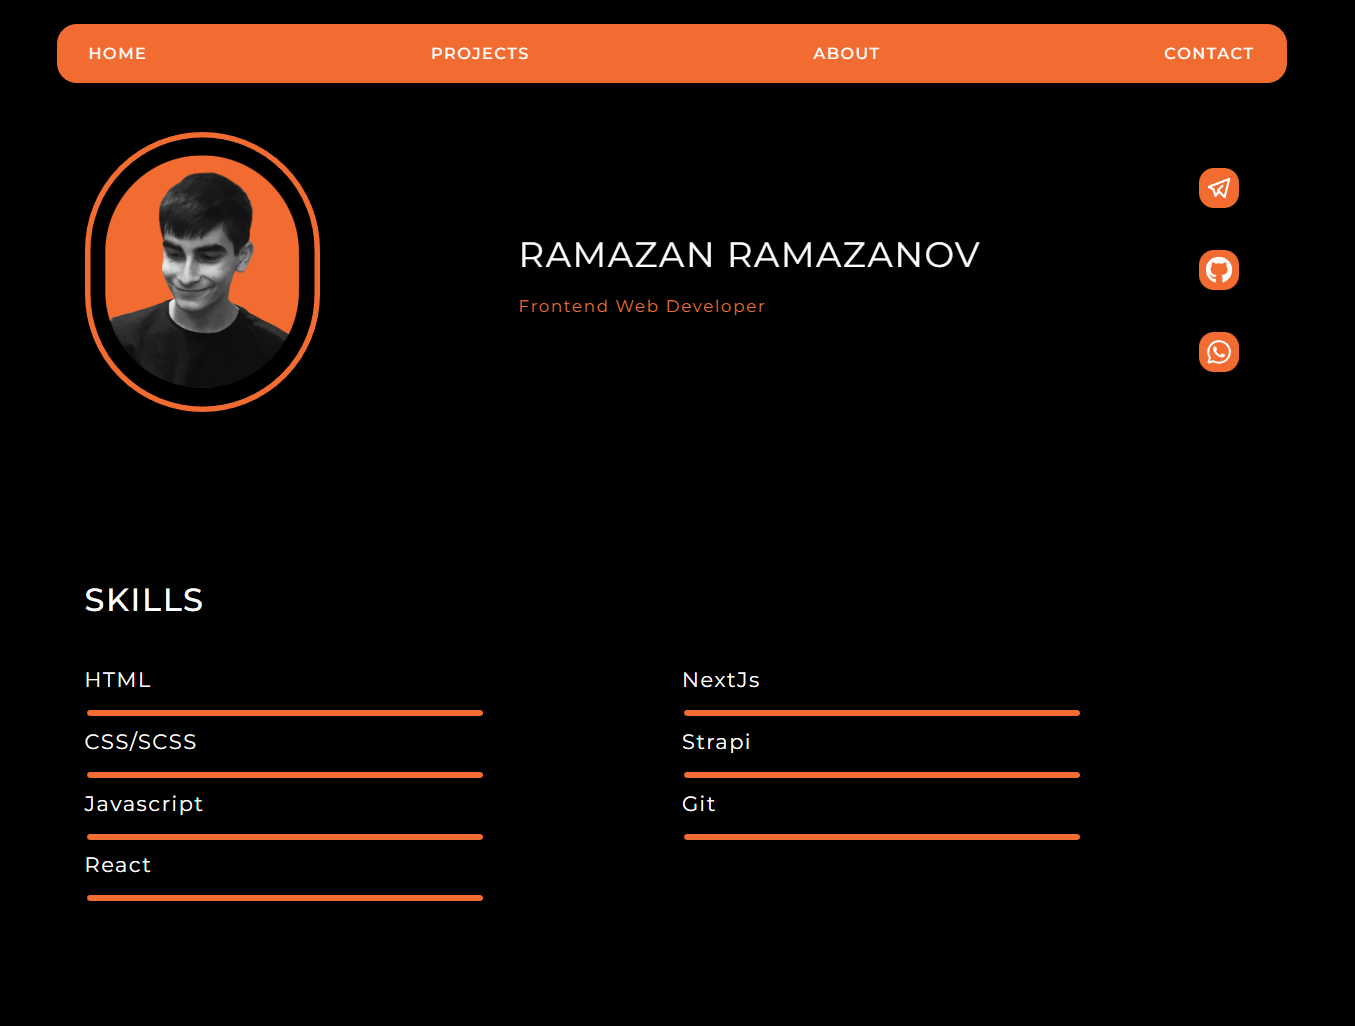 HOME PROJECTS ABOUT CONTACT
RAMAZAN RAMAZANOV
Frontend Web Developer
SKILLS
HTML
CSS/SCSS
Javascript
React
NextJs
Strapi
Git